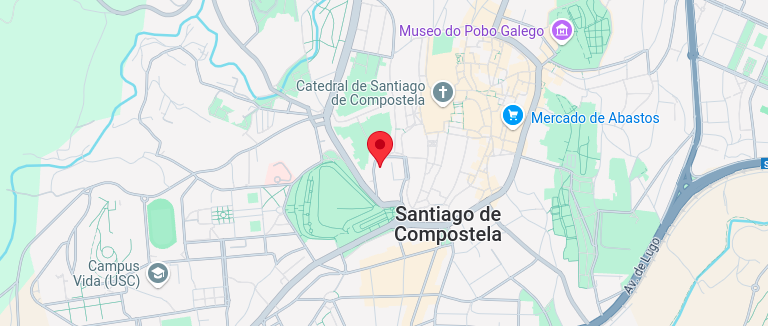 Museo do Pobo Galego
Catedral de Santiago
de Compostela
Mercado de Abastos
Santiago de
Compostela
Av. de Lugo
Campus
Vida (USC)